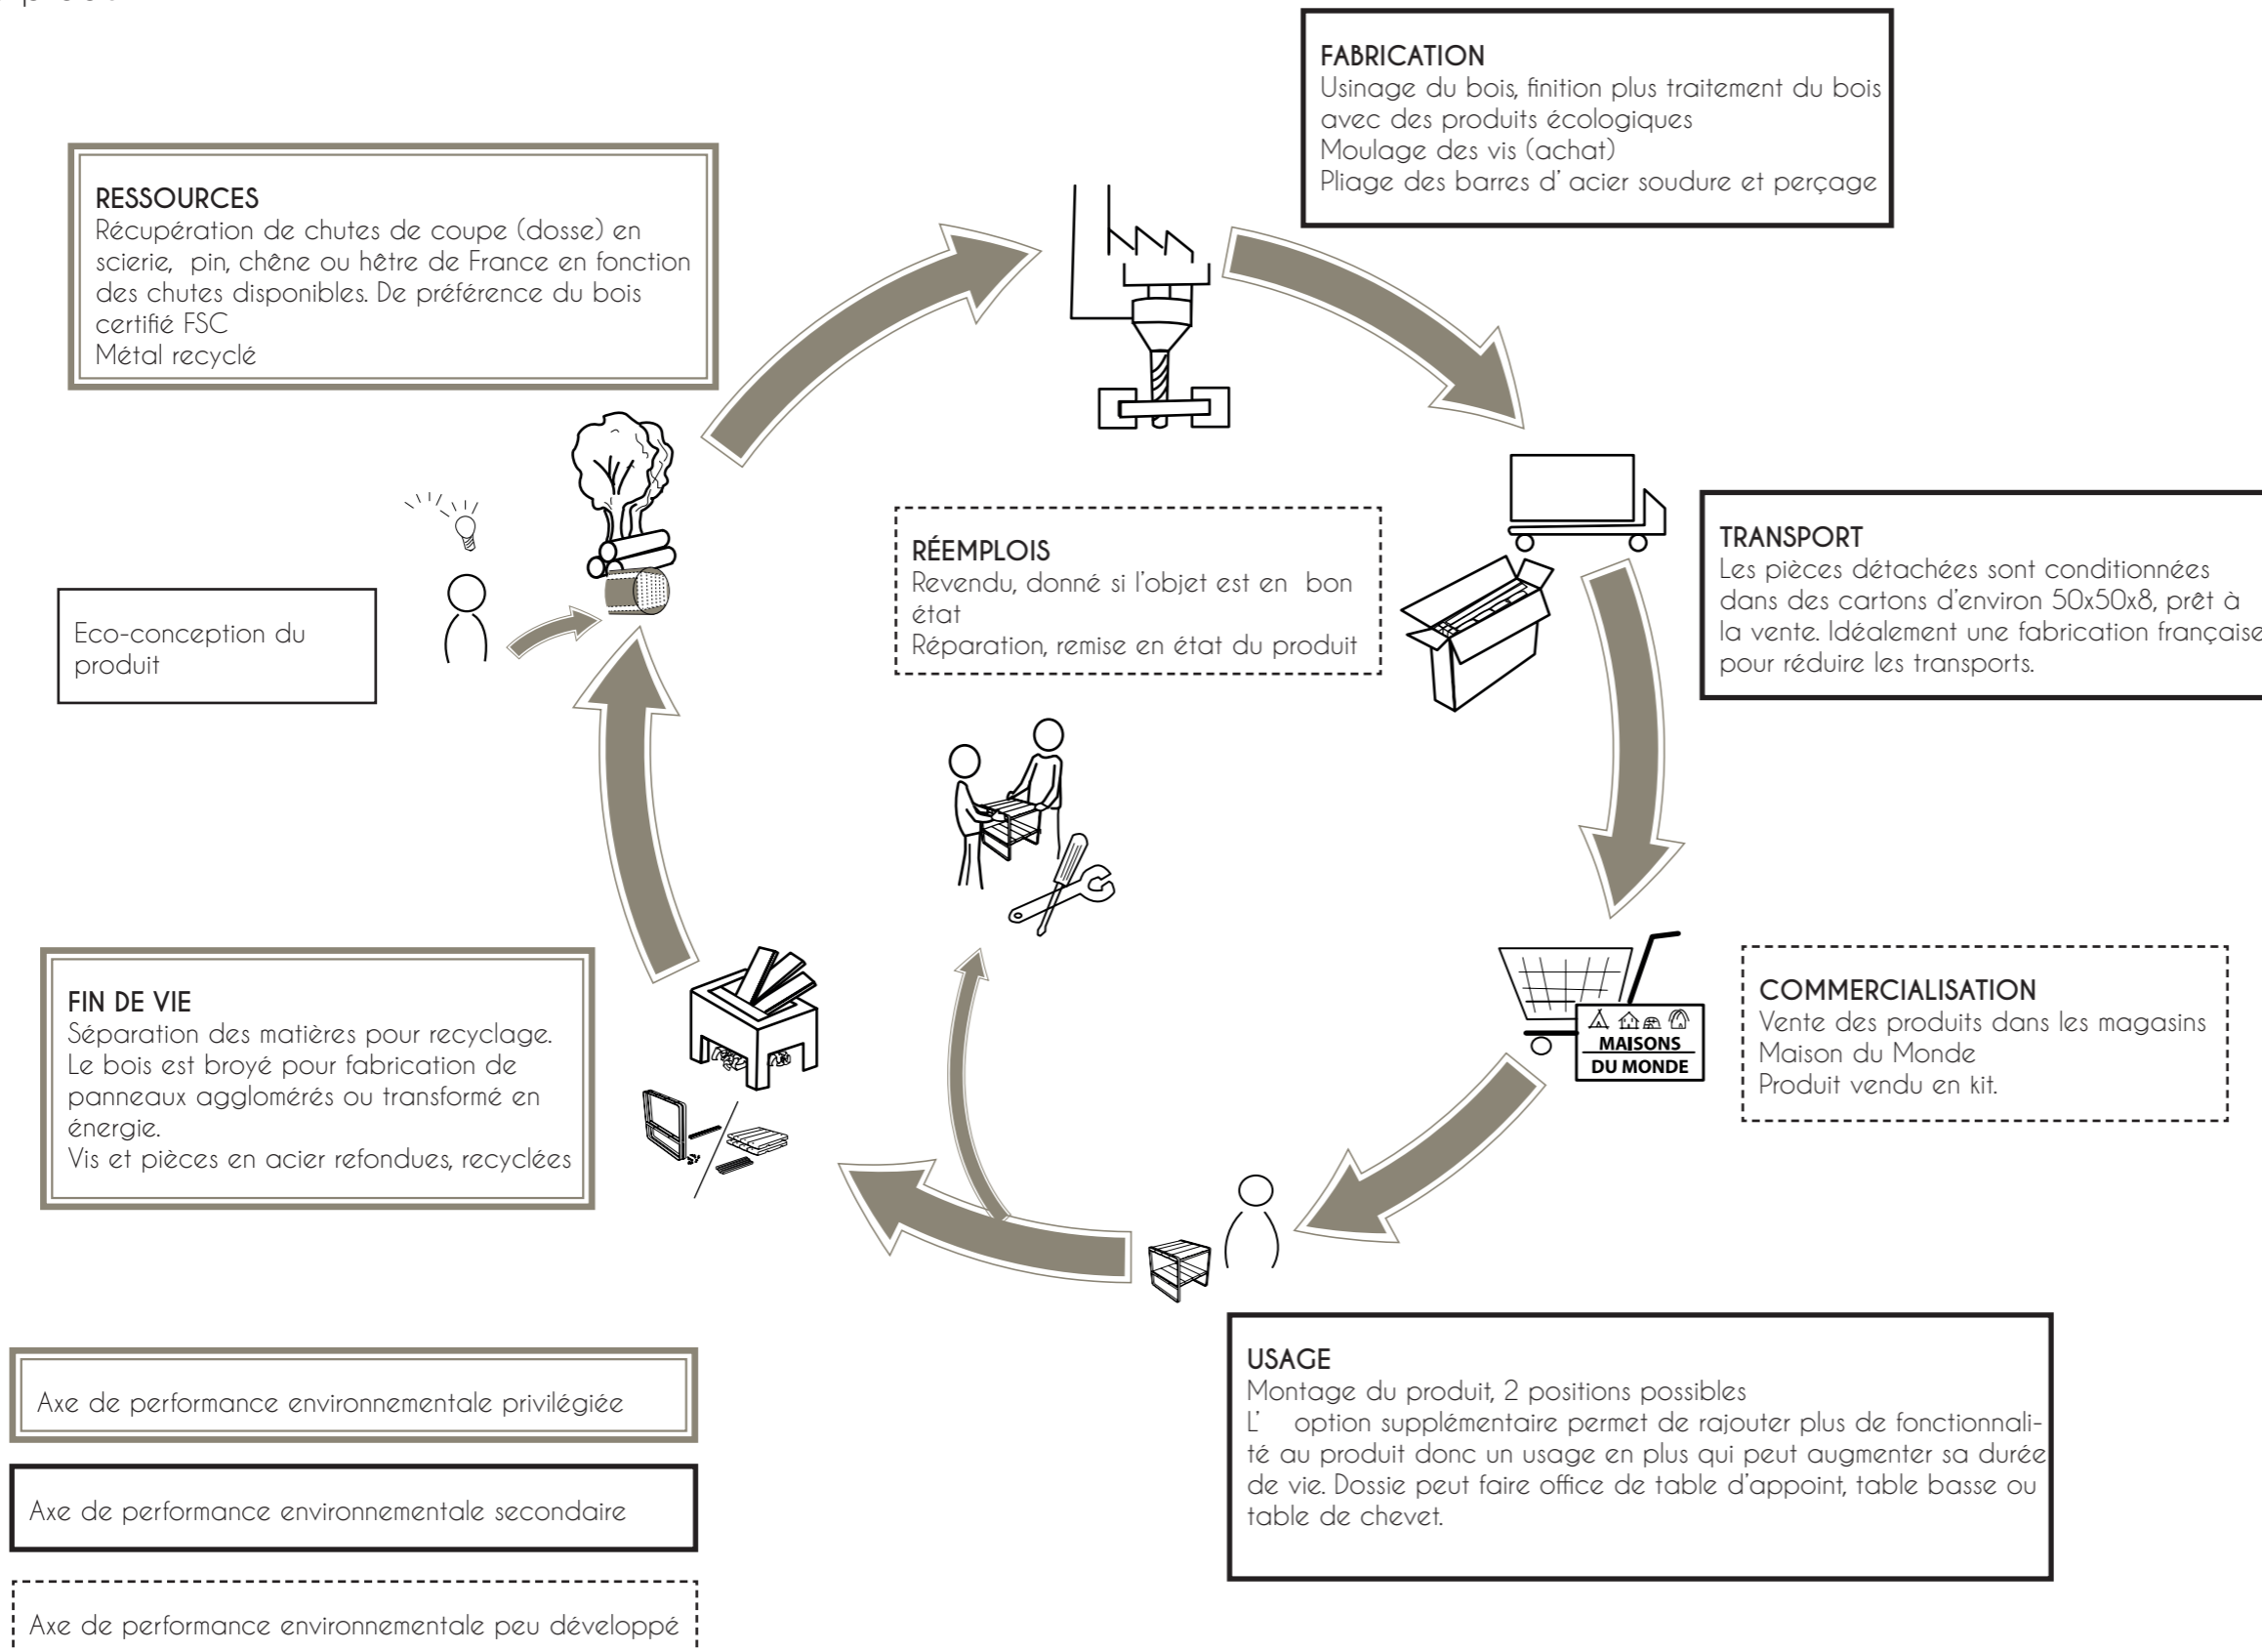 FABRICATION
Usinage du bois, finition plus traitement du bois
avec des produits écologiques
Moulage des vis (achat)
Pliage des barres d' acier soudure et perçage
RESSOURCES
Récupération de chutes de coupe (dosse) en
scierie, pin, chêne ou hêtre de France en fonction
des chutes disponibles. De préférence du bois
certifié FSC
Métal recyclé
RÉEMPLOIS
Revendu, donné si l'objet est en bon
état
Réparation, remise en état du produit
TRANSPORT
Les pièces détachées sont conditionnées
dans des cartons d'environ 50x50x8, prêt à
la vente. Idéalement une fabrication française
pour réduire les transports.
Eco-conception du
produit
FIN DE VIE
Séparation des matières pour recyclage.
Le bois est broyé pour fabrication de
panneaux agglomérés ou transformé en
énergie.
Vis et pièces en acier refondues, recyclées
MAISONS
DU MONDE
COMMERCIALISATION
Vente des produits dans les magasins
Maison du Monde
Produit vendu en kit.
USAGE
Montage du produit, 2 positions possibles
L' option supplémentaire permet de rajouter plus de fonctionnali-
té au produit donc un usage en plus qui peut augmenter sa durée
de vie. Dossie peut faire office de table d'appoint, table basse ou
table de chevet.
Axe de performance environnementale privilégiée
Axe de performance environnementale secondaire
Axe de performance environnementale peu développé